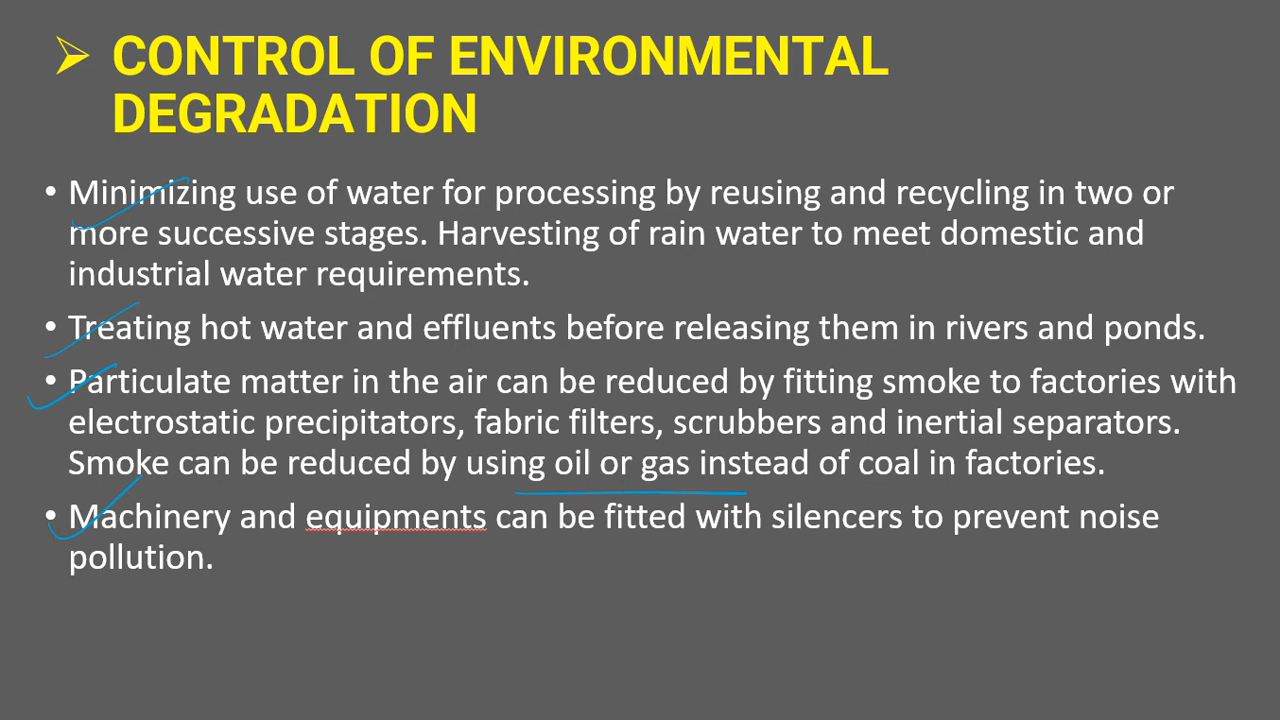 ➢ CONTROL OF ENVIRONMENTAL
DEGRADATION
• Minimizing use of water for processing by reusing and recycling in two or
more successive stages. Harvesting of rain water to meet domestic and
industrial water requirements.
• Treating hot water and effluents before releasing them in rivers and ponds.
• Particulate matter in the air can be reduced by fitting smoke to factories with
electrostatic precipitators, fabric filters, scrubbers and inertial separators.
Smoke can be reduced by using oil or gas instead of coal in factories.
• Machinery and equipments can be fitted with silencers to prevent noise
pollution.